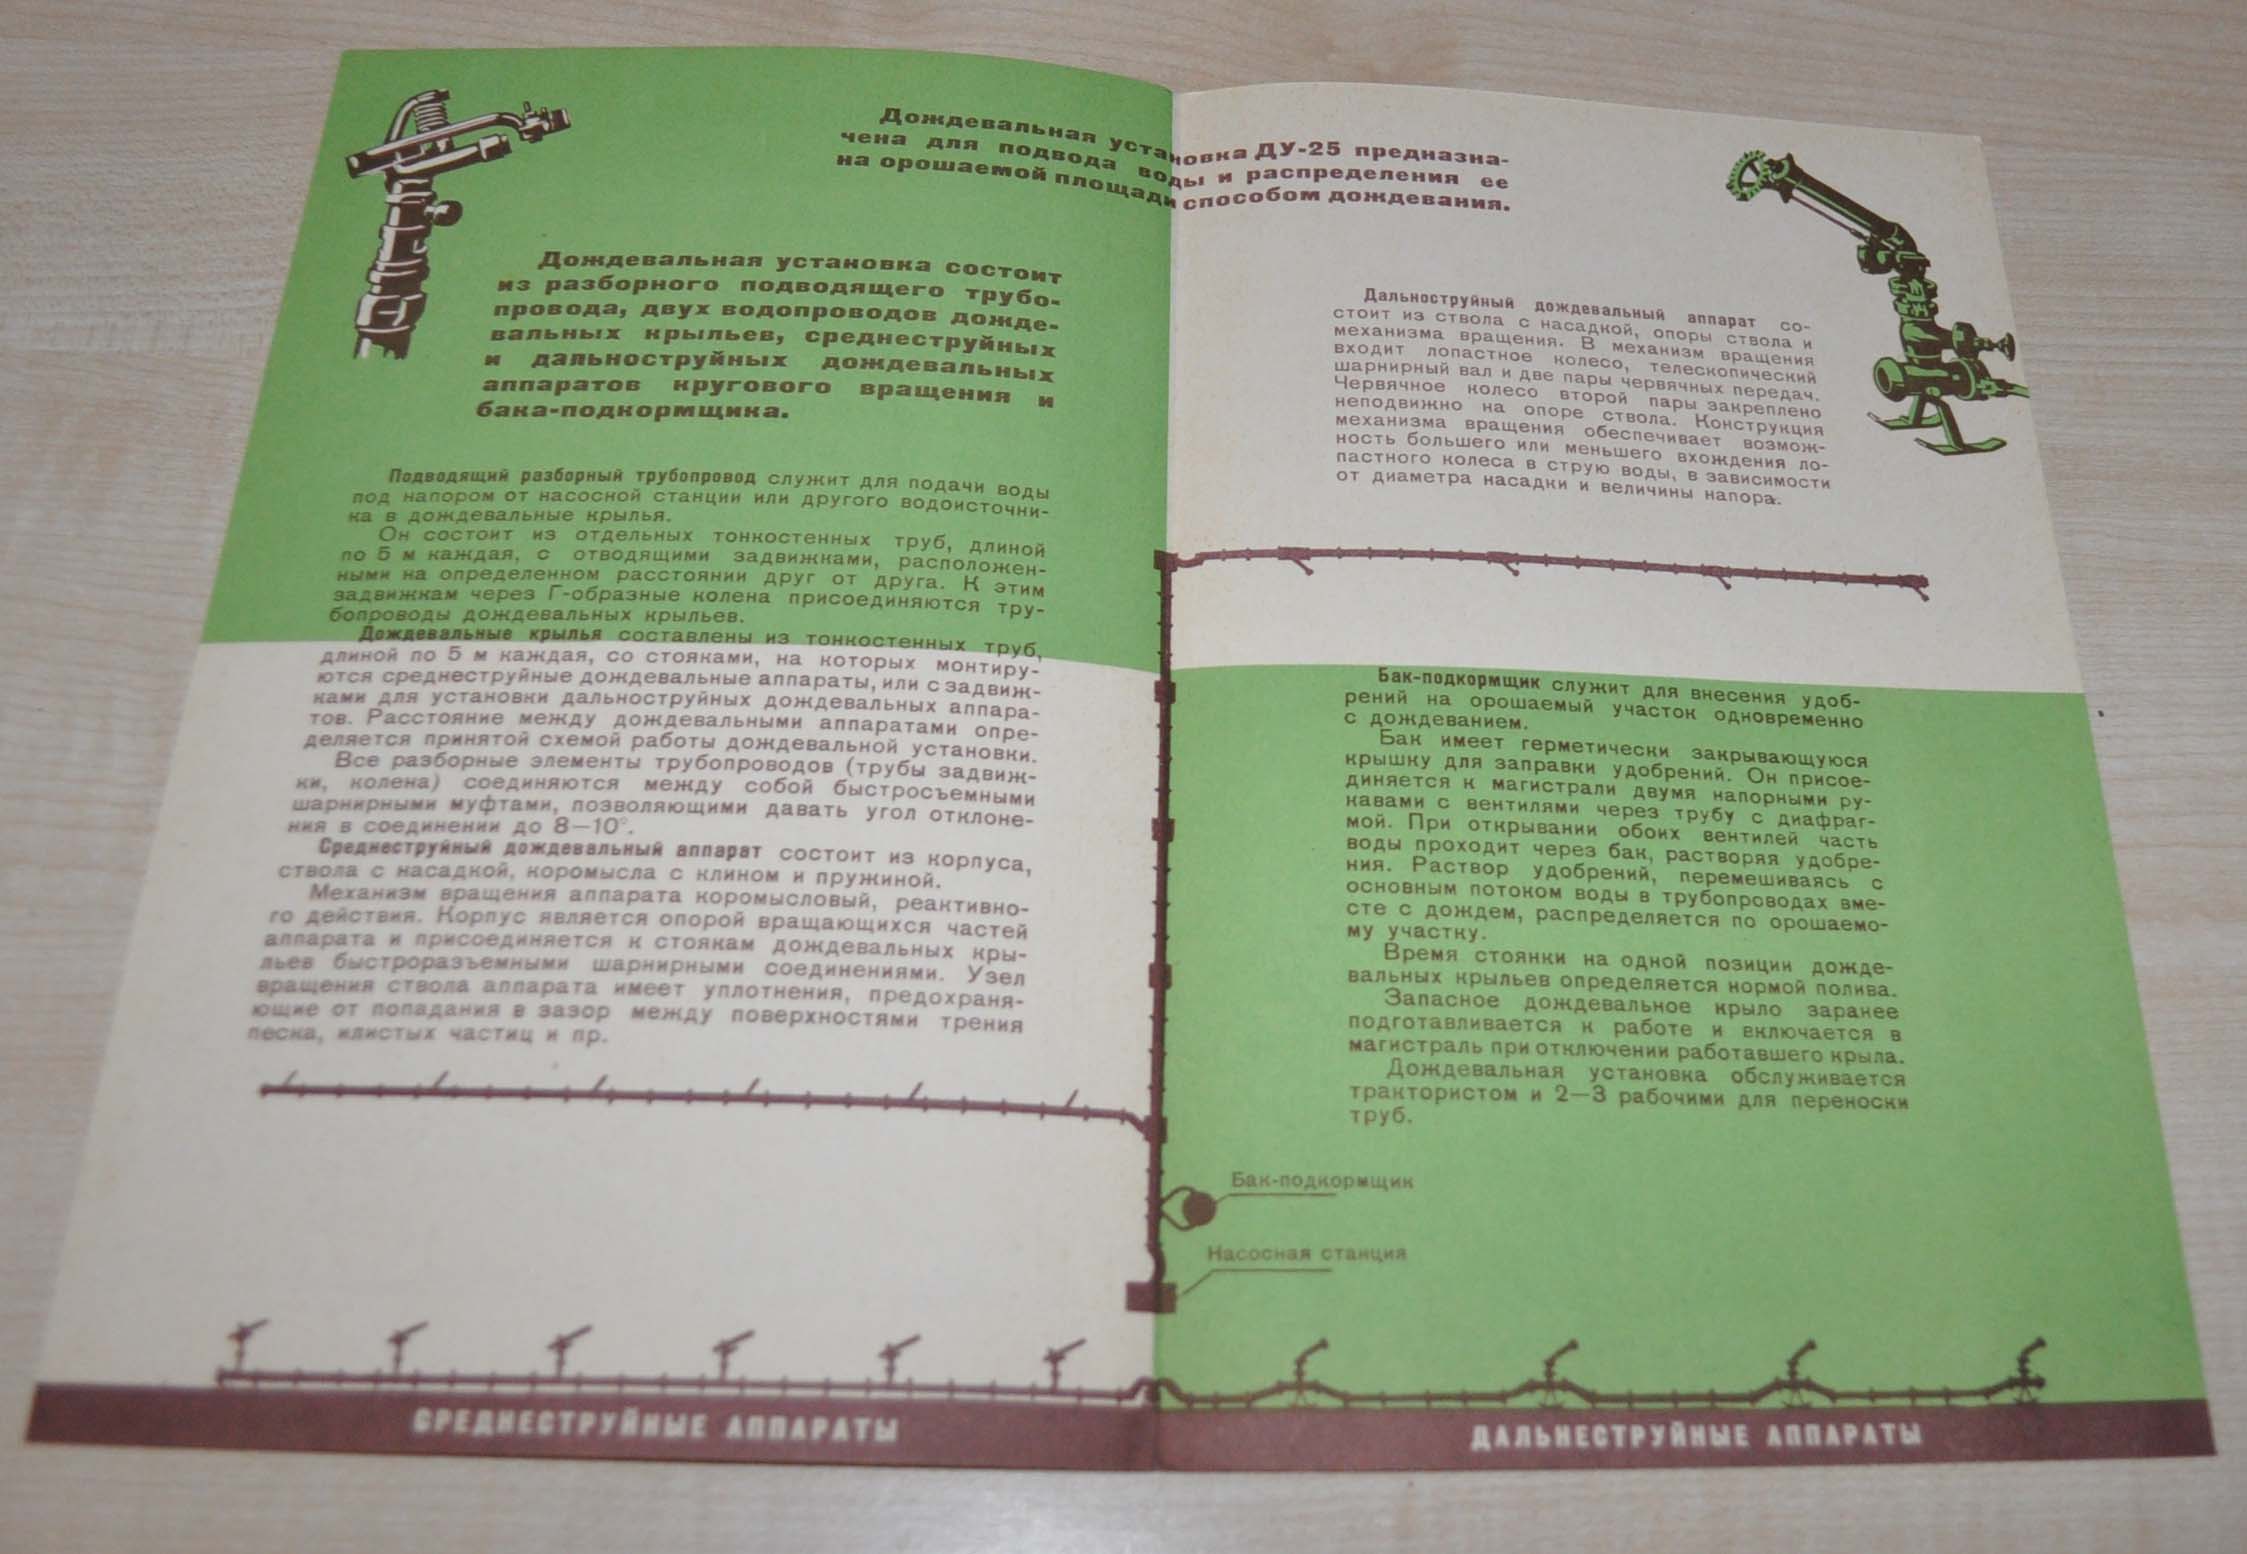 Дождевальная установка ДУ-25 предназна-
чена для подвода воды и распределения ее
на орошаемой площади способом дождевания.
Дождевальная установка состоит
из разборного подводящего трубо-
провода, двух водопроводов дожде-
вальных крыльев, среднеструйных
и дальноструйных дождевальных
аппаратов кругового вращения и
бака-подкормщика.
Подводящий разборный трубопровод служит для подачи воды
под напором от насосной станции или другого водоисточни-
ка в дождевальные крылья.
Он состоит из отдельных тонкостенных труб, длиной
по 5 м каждая, с отводящими задвижками, расположен-
ными на определенном расстоянии друг от друга. К этим
задвижкам через Г-образные колена присоединяются тру-
бопроводы дождевальных крыльев.
Дождевальные крылья составлены из тонкостенных труб,
длиной по 5 м каждая, со стояками, на которых монтиру-
ются среднеструйные дождевальные аппараты, или с задвиж-
ками для установки дальноструйных дождевальных аппара-
тов. Расстояние между дождевальными аппаратами опре-
деляется принятой схемой работы дождевальной установки.
Все разборные элементы трубопроводов (трубы задвиж-
ки, колена) соединяются между собой быстросъемными
шарнирными муфтами, позволяющими давать угол отклоне-
ния в соединении до 8—10°.
Среднеструйный дождевальный аппарат состоит из корпуса,
ствола с насадкой, коромысла с клином и пружиной.
Механизм вращения аппарата коромысловый, реактивно-
го действия. Корпус является опорой вращающихся частей
аппарата и присоединяется к стоякам дождевальных кры-
льев быстроразъемными шарнирными соединениями. Узел
вращения ствола аппарата имеет уплотнения, предохраня-
ющие от попадания в зазор между поверхностями трения
песка, илистых частиц и пр.
СРЕДНЕСТРУЙНЫЕ АППАРАТЫ
Дальноструйный дождевальный аппарат со-
стоит из ствола с насадкой, опоры ствола и
механизма вращения. В механизм вращения
входит лопастное колесо, телескопический
шарнирный вал и две пары червячных передач.
Червячное колесо второй пары закреплено
неподвижно на опоре ствола. Конструкция
механизма вращения обеспечивает возмож-
ность большего или меньшего вхождения ло-
пастного колеса в струю воды, в зависимости
от диаметра насадки и величины напора.
Бак-подкормщик служит для внесения удоб-
рений на орошаемый участок одновременно
с дождеванием.
Бак имеет герметически закрывающуюся
крышку для заправки удобрений. Он присое-
диняется к магистрали двумя напорными ру-
кавами с вентилями через трубу с диафраг-
мой. При открывании обоих вентилей часть
воды проходит через бак, растворяя удобре-
ния. Раствор удобрений, перемешиваясь с
основным потоком воды в трубопроводах вме-
сте с дождем, распределяется по орошаемо-
му участку.
Время стоянки на одной позиции дожде-
вальных крыльев определяется нормой полива.
Запасное дождевальное крыло заранее
подготавливается к работе и включается в
магистраль при отключении работавшего крыла.
Дождевальная установка обслуживается
трактористом и 2—3 рабочими для переноски
труб.
Бак-подкормщик
Насосная станция
ДАЛЬНЕСТРУЙНЫЕ АППАРАТЫ